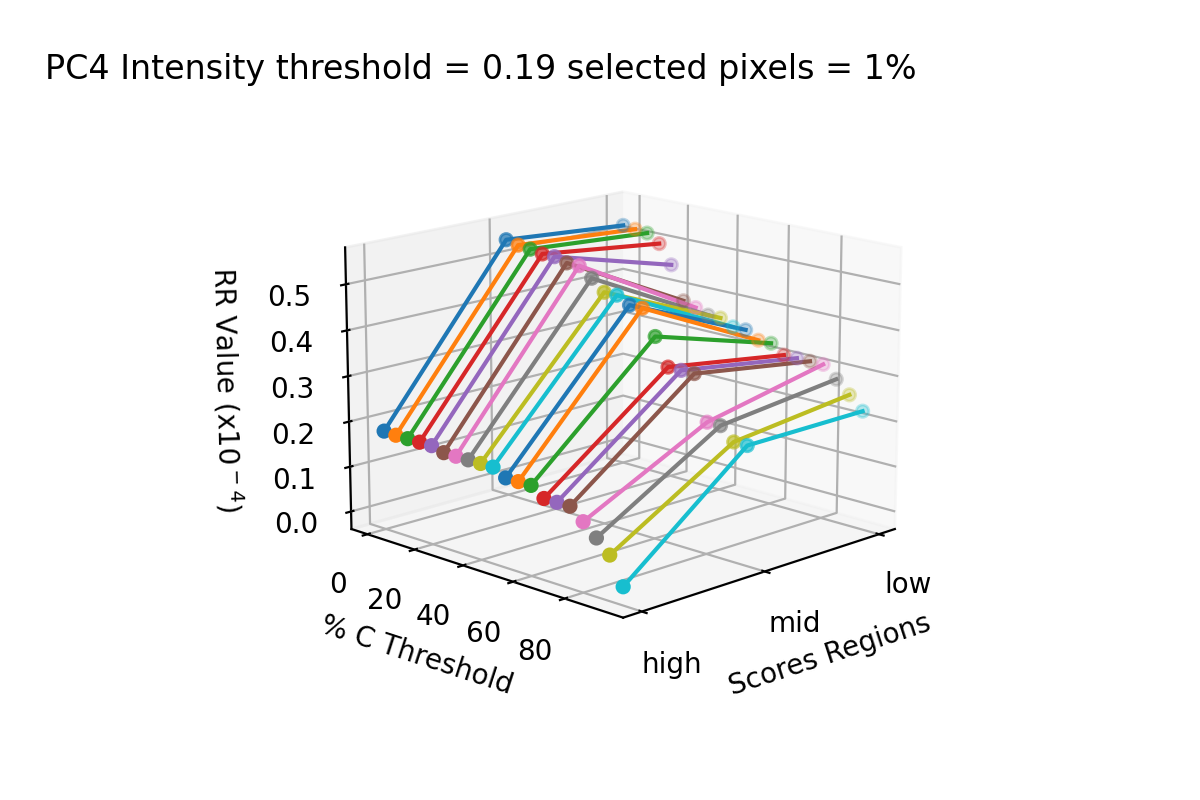 PC4 Intensity threshold = 0.19 selected pixels = 1%
RR Value (x10⁻⁴)
0.5
0.4
0.3
0.2
0.1
0.0
0
20
40
60
80
% C Threshold
high
mid
low
Scores Regions